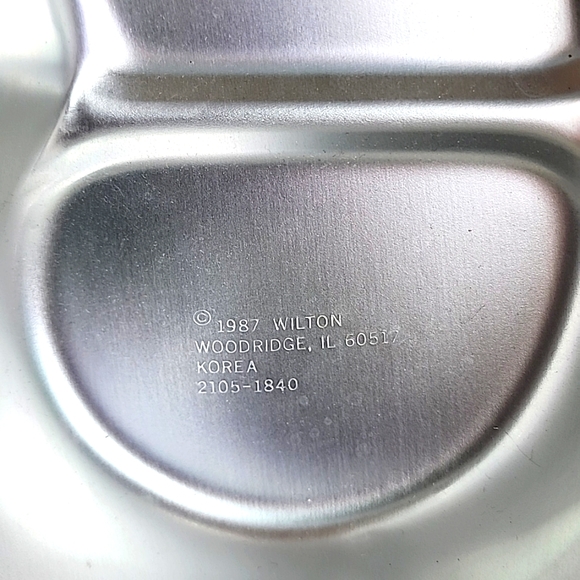 © 1987 WILTON
WOODRIDGE, IL 60517
KOREA
2105-1840